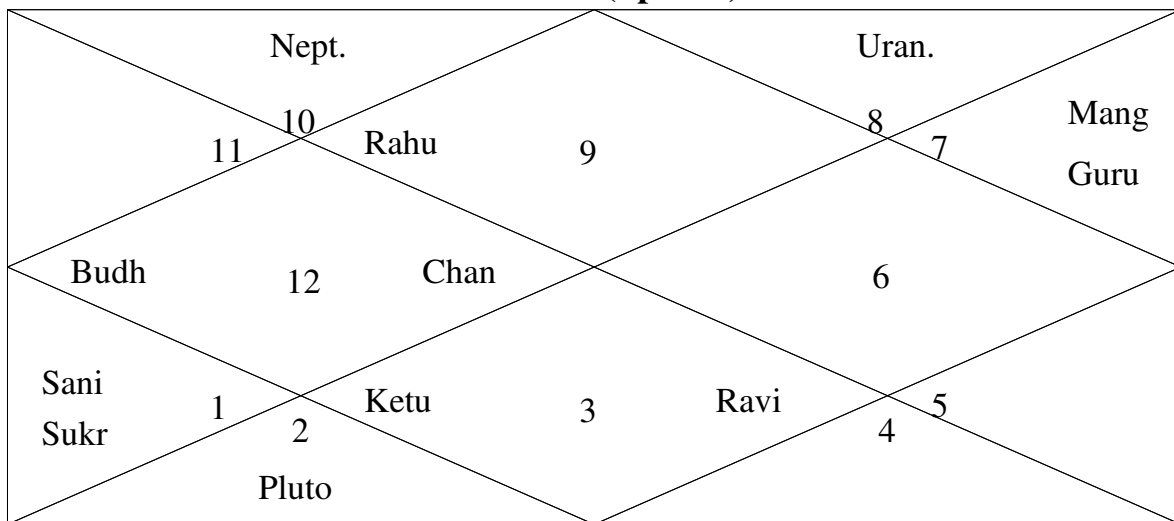 Nept.
Uran.
10
8
Mang
11
Rahu
9
7
Guru
Budh
12
Chan
6
Sani
1
Ketu
3
Ravi
5
Sukr
2
4
Pluto